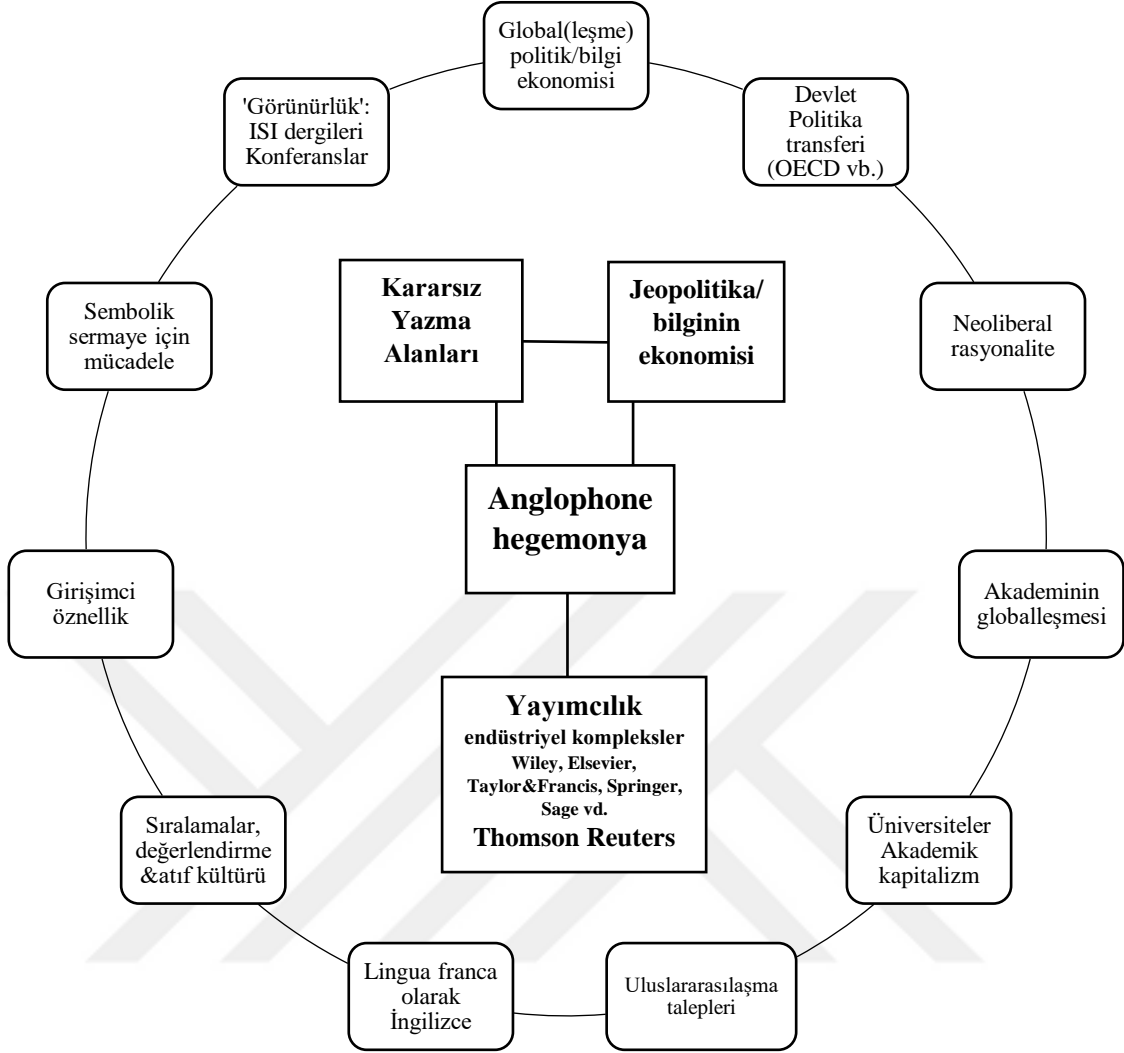 Global(leşme)
politik/bilgi
ekonomisi
Devlet
Politika
transferi
(OECD vb.)
Neoliberal
rasyonalite
Akademinin
globalleşmesi
Üniversiteler
Akademik
kapitalizm
Uluslararasılaşma
talepleri
Lingua franca
olarak
İngilizce
Sıralamalar,
değerlendirme
&atıf kültürü
Girişimci
öznellik
Sembolik
sermaye için
mücadele
'Görünürlük':
ISI dergileri
Konferanslar
Kararsız
Yazma
Alanları
Jeopolitika/
bilginin
ekonomisi
Anglophone
hegemonya
Yayımcılık
endüstriyel kompleksler
Wiley, Elsevier,
Taylor&Francis, Springer,
Sage vd.
Thomson Reuters